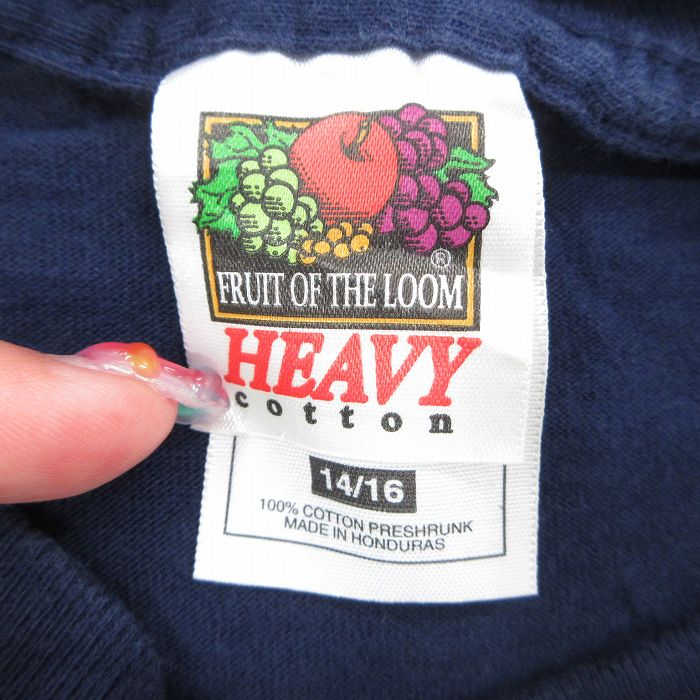 ®
FRUIT OF THE LOOM
HEAVY
cotton
14/16
100% COTTON PRESHRUNK
MADE IN HONDURAS